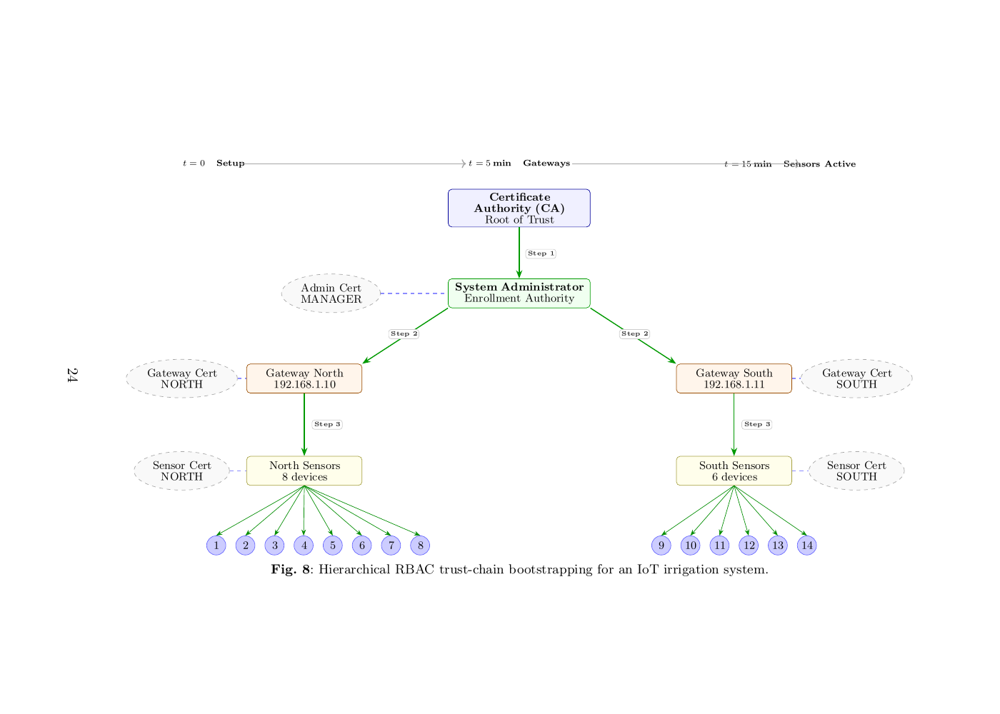 t = 0 Setup
t = 5 min Gateways
t = 15 min Sensors Active
Certificate
Authority (CA)
Root of Trust
Step 1
Admin Cert
MANAGER
System Administrator
Enrollment Authority
Step 2
Step 2
Gateway Cert
NORTH
Gateway North
192.168.1.10
Gateway South
192.168.1.11
Gateway Cert
SOUTH
Step 3
Step 3
Sensor Cert
NORTH
North Sensors
8 devices
South Sensors
6 devices
Sensor Cert
SOUTH
1 2 3 4 5 6 7 8
9 10 11 12 13 14
Fig. 8: Hierarchical RBAC trust-chain bootstrapping for an IoT irrigation system.
24